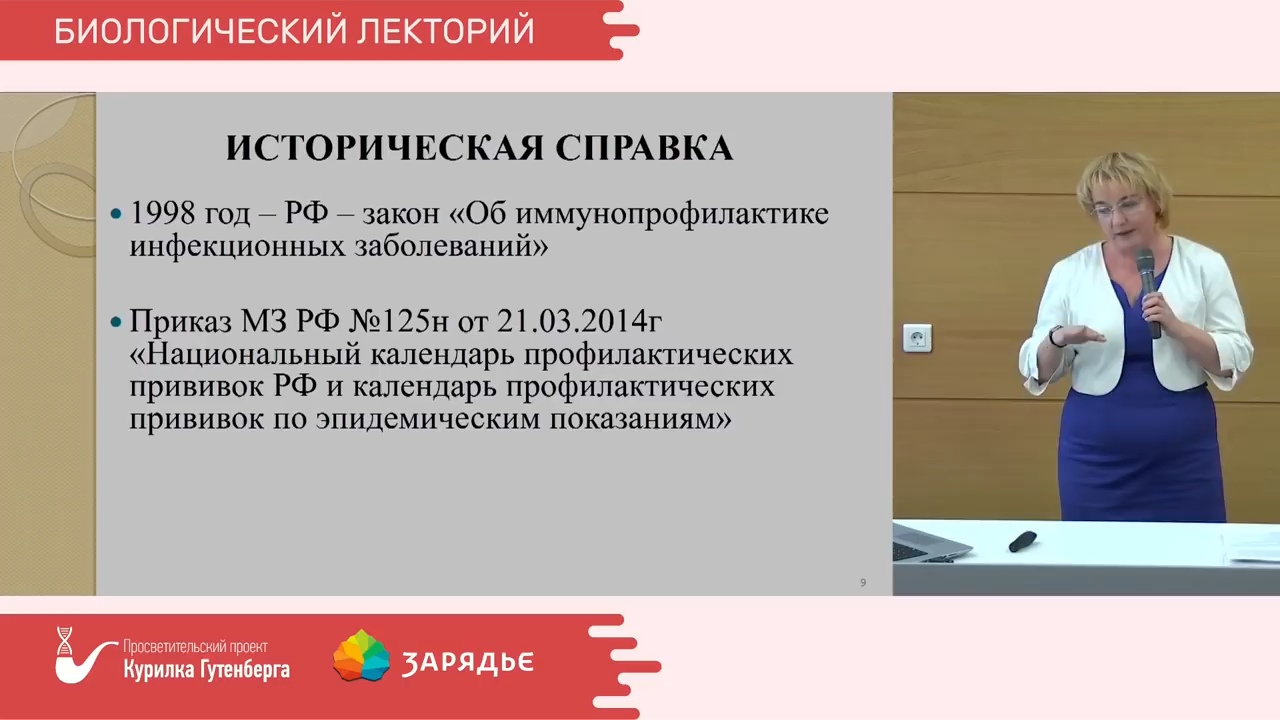 БИОЛОГИЧЕСКИЙ ЛЕКТОРИЙ
ИСТОРИЧЕСКАЯ СПРАВКА
• 1998 год – РФ – закон «Об иммунопрофилактике
инфекционных заболеваний»
• Приказ МЗ РФ №125н от 21.03.2014г
«Национальный календарь профилактических
прививок РФ и календарь профилактических
прививок по эпидемическим показаниям»
9
Просветительский проект
Курилка Гутенберга
ЗАРЯДЬЕ